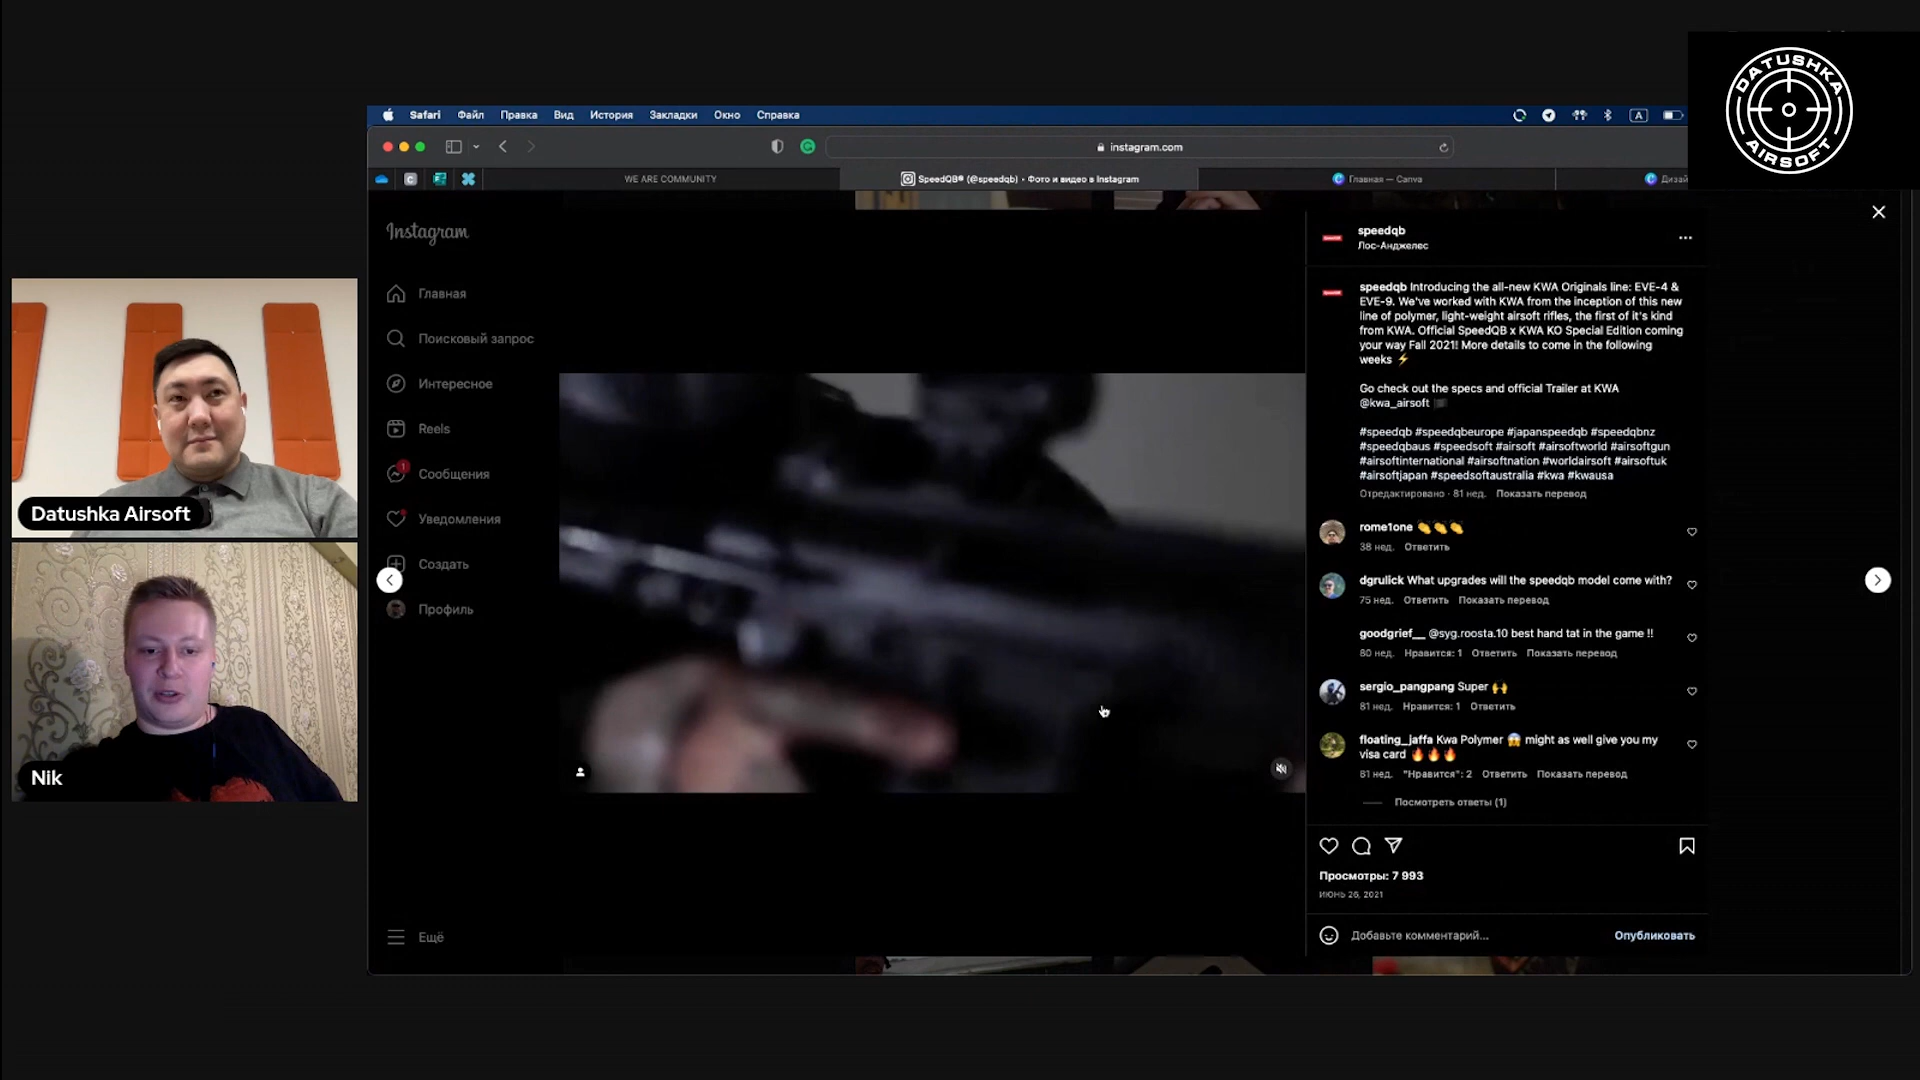 DATUSHKA
AIRSOFT
Safari Файл Правка Вид История Закладки Окно Справка
A
instagram.com
WE ARE COMMUNITY
SpeedQB® (@speedqb) • Фото и видео в Instagram
Главная — Canva
Дизай
Instagram
Главная
Поисковый запрос
Интересное
Reels
1
Сообщения
Уведомления
Создать
Профиль
Ещё
Datushka Airsoft
Nik
speedqb
Лос-Анджелес
speedqb Introducing the all-new KWA Originals line: EVE-4 &
EVE-9. We've worked with KWA from the inception of this new
line of polymer, light-weight airsoft rifles, the first of it's kind
from KWA. Official SpeedQB x KWA KO Special Edition coming
your way Fall 2021! More details to come in the following
weeks ⚡
Go check out the specs and official Trailer at KWA
@kwa_airsoft
#speedqb #speedqbeurope #japanspeedqb #speedqbnz
#speedqbaus #speedsoft #airsoft #airsoftworld #airsoftgun
#airsoftinternational #airsoftnation #worldairsoft #airsoftuk
#airsoftjapan #speedsoftaustralia #kwa #kwausa
Отредактировано · 81 нед. Показать перевод
rome1one 👏👏👏
38 нед. Ответить
dgrulick What upgrades will the speedqb model come with?
75 нед. Ответить Показать перевод
goodgrief__ @syg.roosta.10 best hand tat in the game !!
80 нед. Нравится: 1 Ответить Показать перевод
sergio_pangpang Super 🙌
81 нед. Нравится: 1 Ответить
floating_jaffa Kwa Polymer 😱 might as well give you my
visa card 🔥🔥🔥
81 нед. "Нравится": 2 Ответить Показать перевод
Посмотреть ответы (1)
Просмотры: 7 993
ИЮНЬ 26, 2021
Добавьте комментарий...
Опубликовать